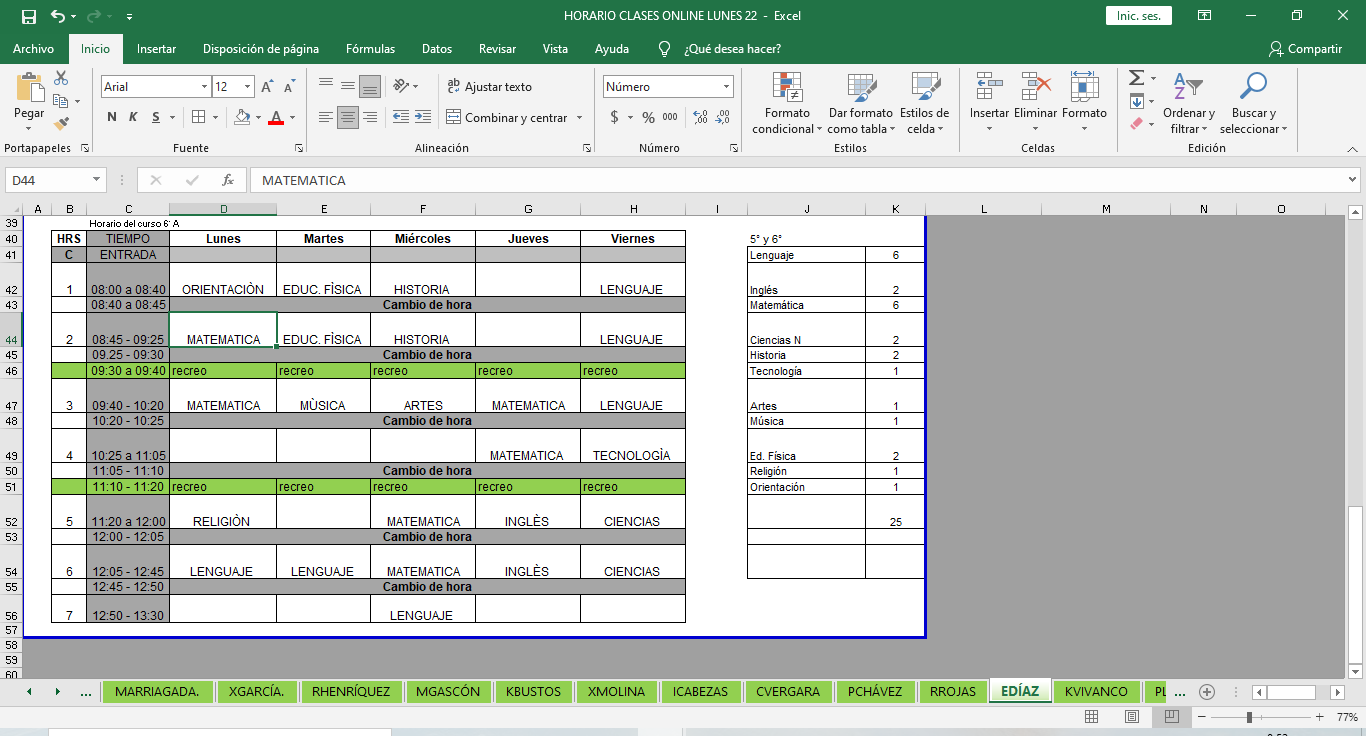 HORARIO CLASES ONLINE LUNES 22 - Excel
Inic. ses.
Archivo Inicio Insertar Disposición de página Fórmulas Datos Revisar Vista Ayuda ¿Qué desea hacer? Compartir
Pegar
Arial 12
N K S
Ajustar texto
Combinar y centrar
Número
$ % 000
Formato condicional
Dar formato como tabla
Estilos de celda
Insertar Eliminar Formato
Ordenar y filtrar
Buscar y seleccionar
Portapapeles Fuente Alineación Número Estilos Celdas Edición
D44 fx MATEMATICA
A B C D E F G H I J K L M N O
39 Horario del curso 6° A
40 HRS TIEMPO Lunes Martes Miércoles Jueves Viernes 5° y 6°
41 C ENTRADA Lenguaje 6
42 1 08:00 a 08:40 ORIENTACIÒN EDUC. FÌSICA HISTORIA LENGUAJE Inglés 2
43 08:40 a 08:45 Cambio de hora Matemática 6
44 2 08:45 - 09:25 MATEMATICA EDUC. FÌSICA HISTORIA LENGUAJE Ciencias N 2
45 09.25 - 09:30 Cambio de hora Historia 2
46 09:30 a 09:40 recreo recreo recreo recreo recreo Tecnología 1
47 3 09:40 - 10:20 MATEMATICA MÙSICA ARTES MATEMATICA LENGUAJE Artes 1
48 10:20 - 10:25 Cambio de hora Música 1
49 4 10:25 a 11:05 MATEMATICA TECNOLOGÌA Ed. Física 2
50 11:05 - 11:10 Cambio de hora Religión 1
51 11:10 - 11:20 recreo recreo recreo recreo recreo Orientación 1
52 5 11:20 a 12:00 RELIGIÒN MATEMATICA INGLÈS CIENCIAS 25
53 12:00 - 12:05 Cambio de hora
54 6 12:05 - 12:45 LENGUAJE LENGUAJE MATEMATICA INGLÈS CIENCIAS
55 12:45 - 12:50 Cambio de hora
56 7 12:50 - 13:30 LENGUAJE
57
58
59
60
... MARRIAGADA. XGARCÍA. RHENRÍQUEZ MGASCÓN KBUSTOS XMOLINA ICABEZAS CVERGARA PCHÁVEZ RROJAS EDÍAZ KVIVANCO ...
77%